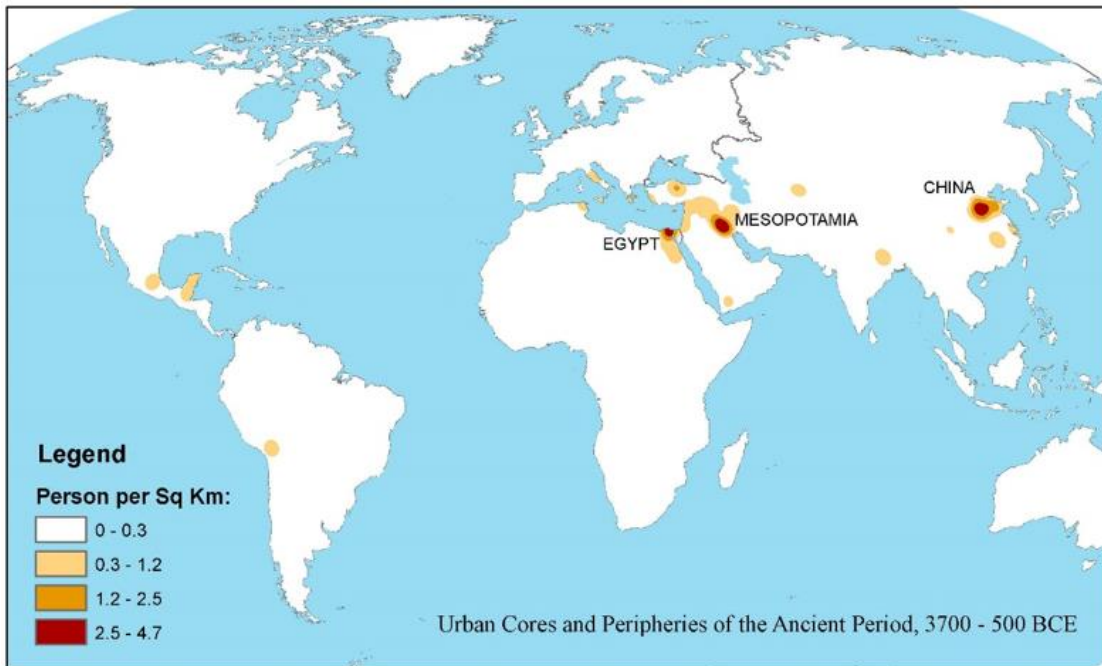 CHINA
MESOPOTAMIA
EGYPT
Legend
Person per Sq Km:
0 - 0.3
0.3 - 1.2
1.2 - 2.5
2.5 - 4.7
Urban Cores and Peripheries of the Ancient Period, 3700 - 500 BCE